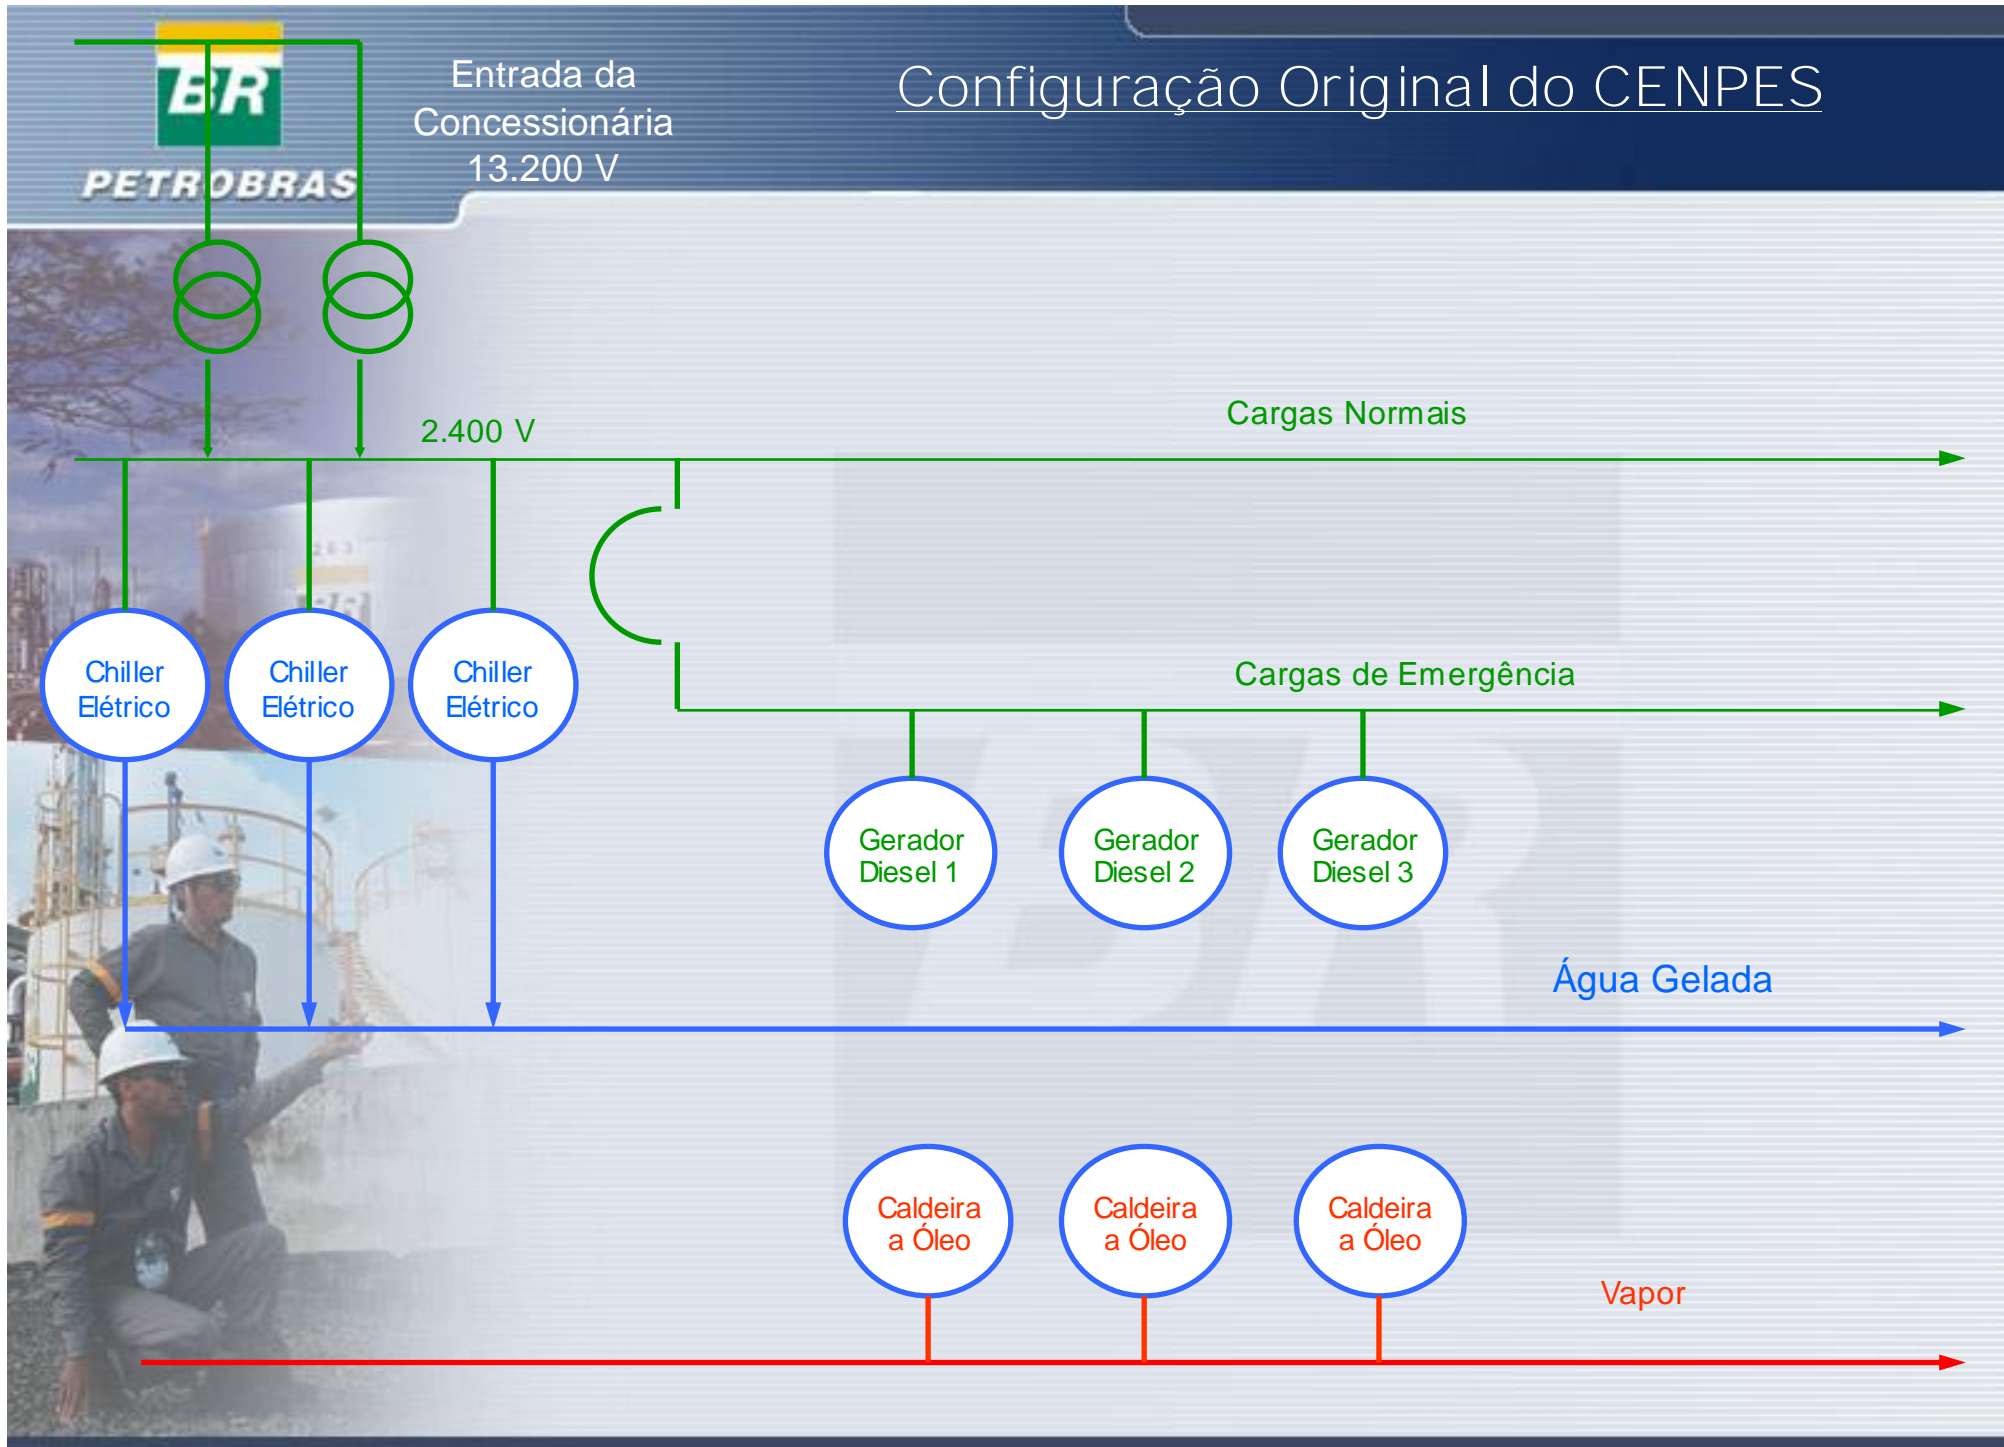 BR
PETROBRAS
Entrada da
Concessionária
13.200 V
Configuração Original do CENPES
2.400 V
Cargas Normais
Chiller
Elétrico
Chiller
Elétrico
Chiller
Elétrico
Cargas de Emergência
Gerador
Diesel 1
Gerador
Diesel 2
Gerador
Diesel 3
Água Gelada
Caldeira
a Óleo
Caldeira
a Óleo
Caldeira
a Óleo
Vapor
BR
BR